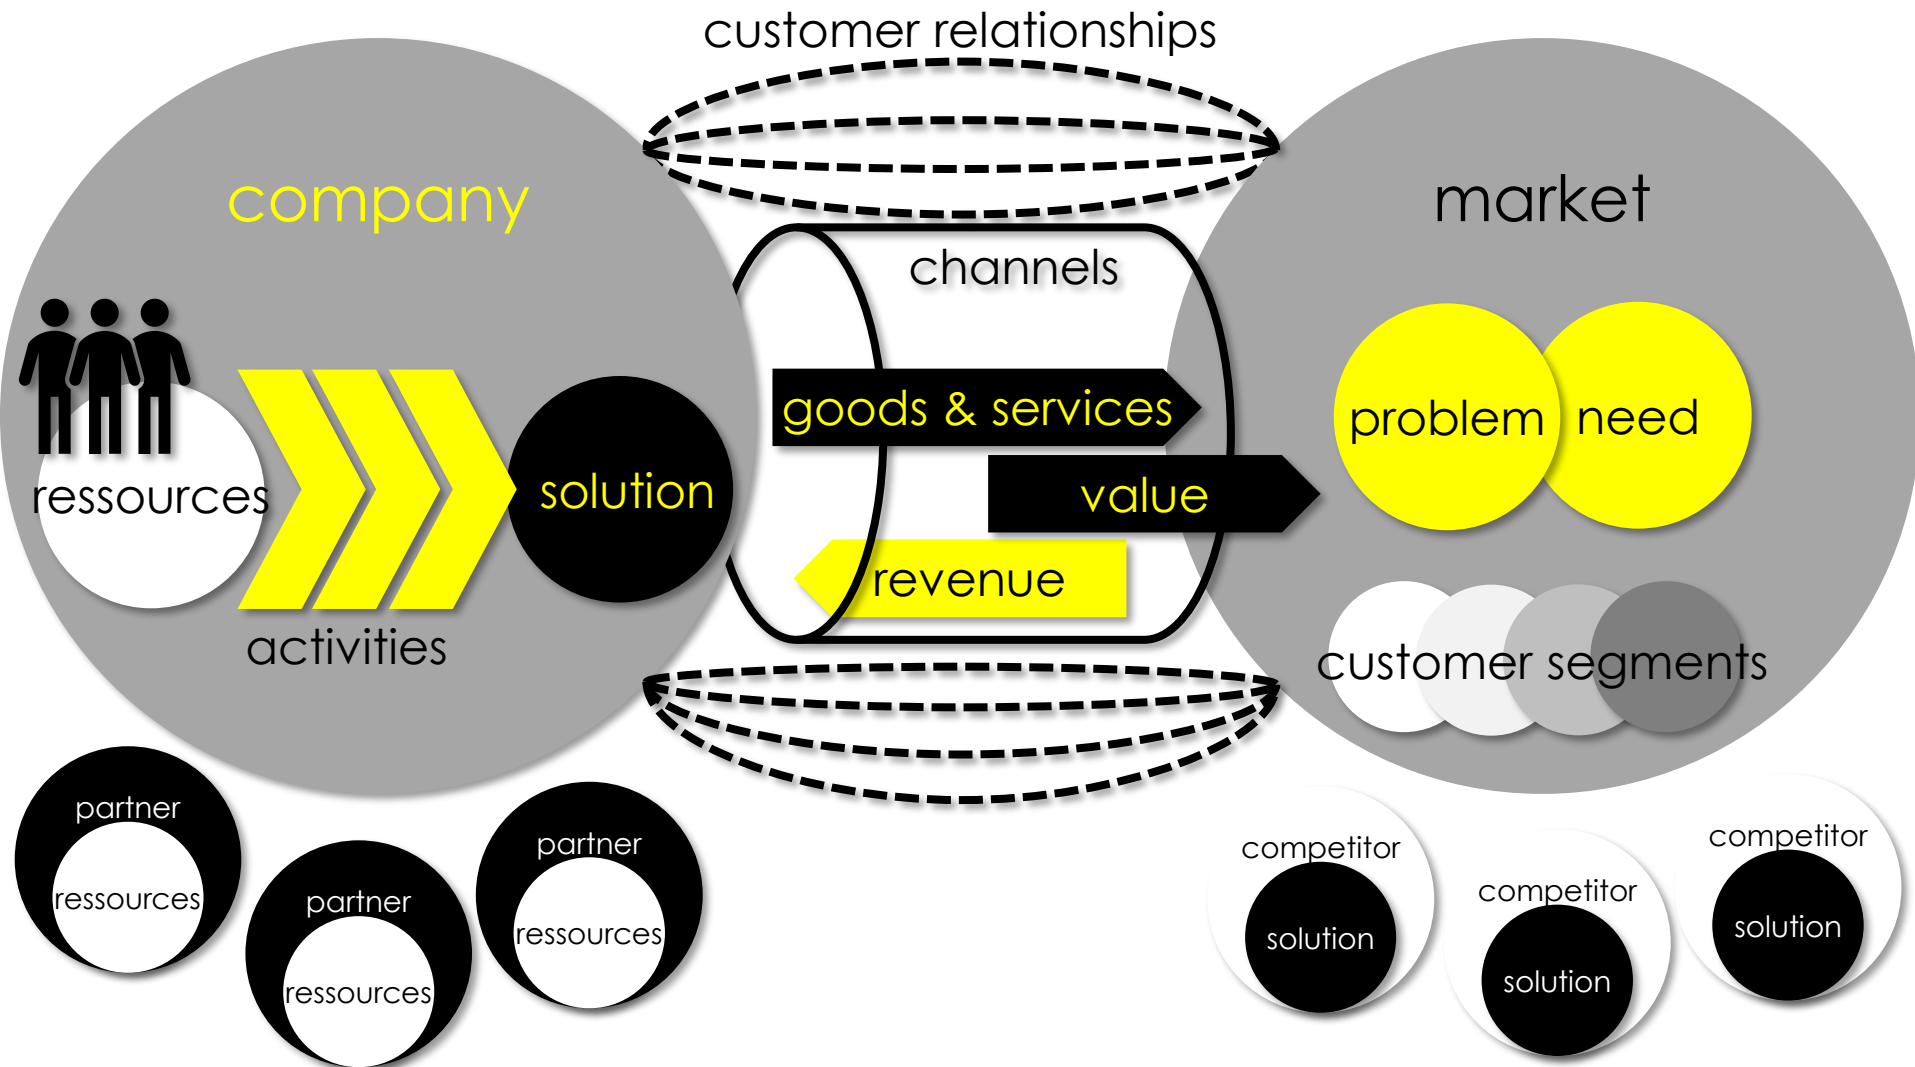 customer relationships
company
market
channels
goods & services
problem
need
ressources
solution
value
revenue
activities
customer segments
partner
ressources
partner
ressources
partner
ressources
competitor
solution
competitor
solution
competitor
solution